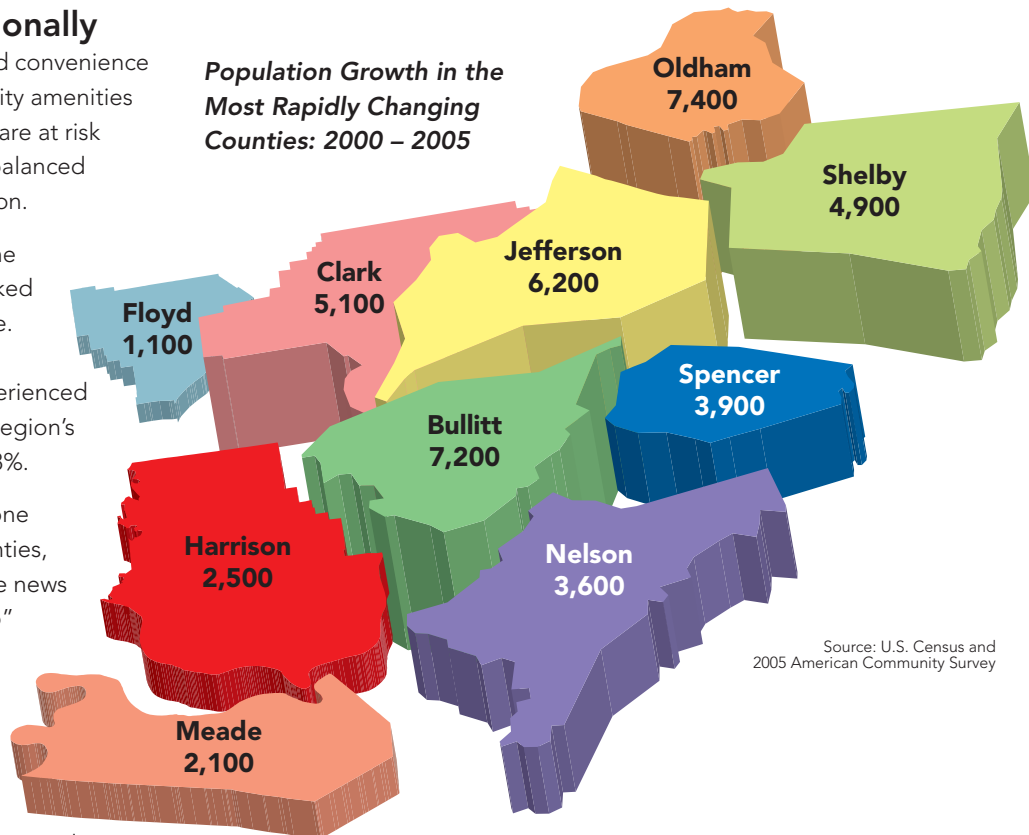 onally
d convenience
ity amenities
are at risk
alanced
on.
ne
ked
e.
erienced
egion's
3%.
one
nties,
e news
”
Population Growth in the
Most Rapidly Changing
Counties: 2000 – 2005
Oldham
7,400
Shelby
4,900
Jefferson
6,200
Clark
5,100
Floyd
1,100
Spencer
3,900
Bullitt
7,200
Harrison
2,500
Nelson
3,600
Meade
2,100
Source: U.S. Census and
2005 American Community Survey